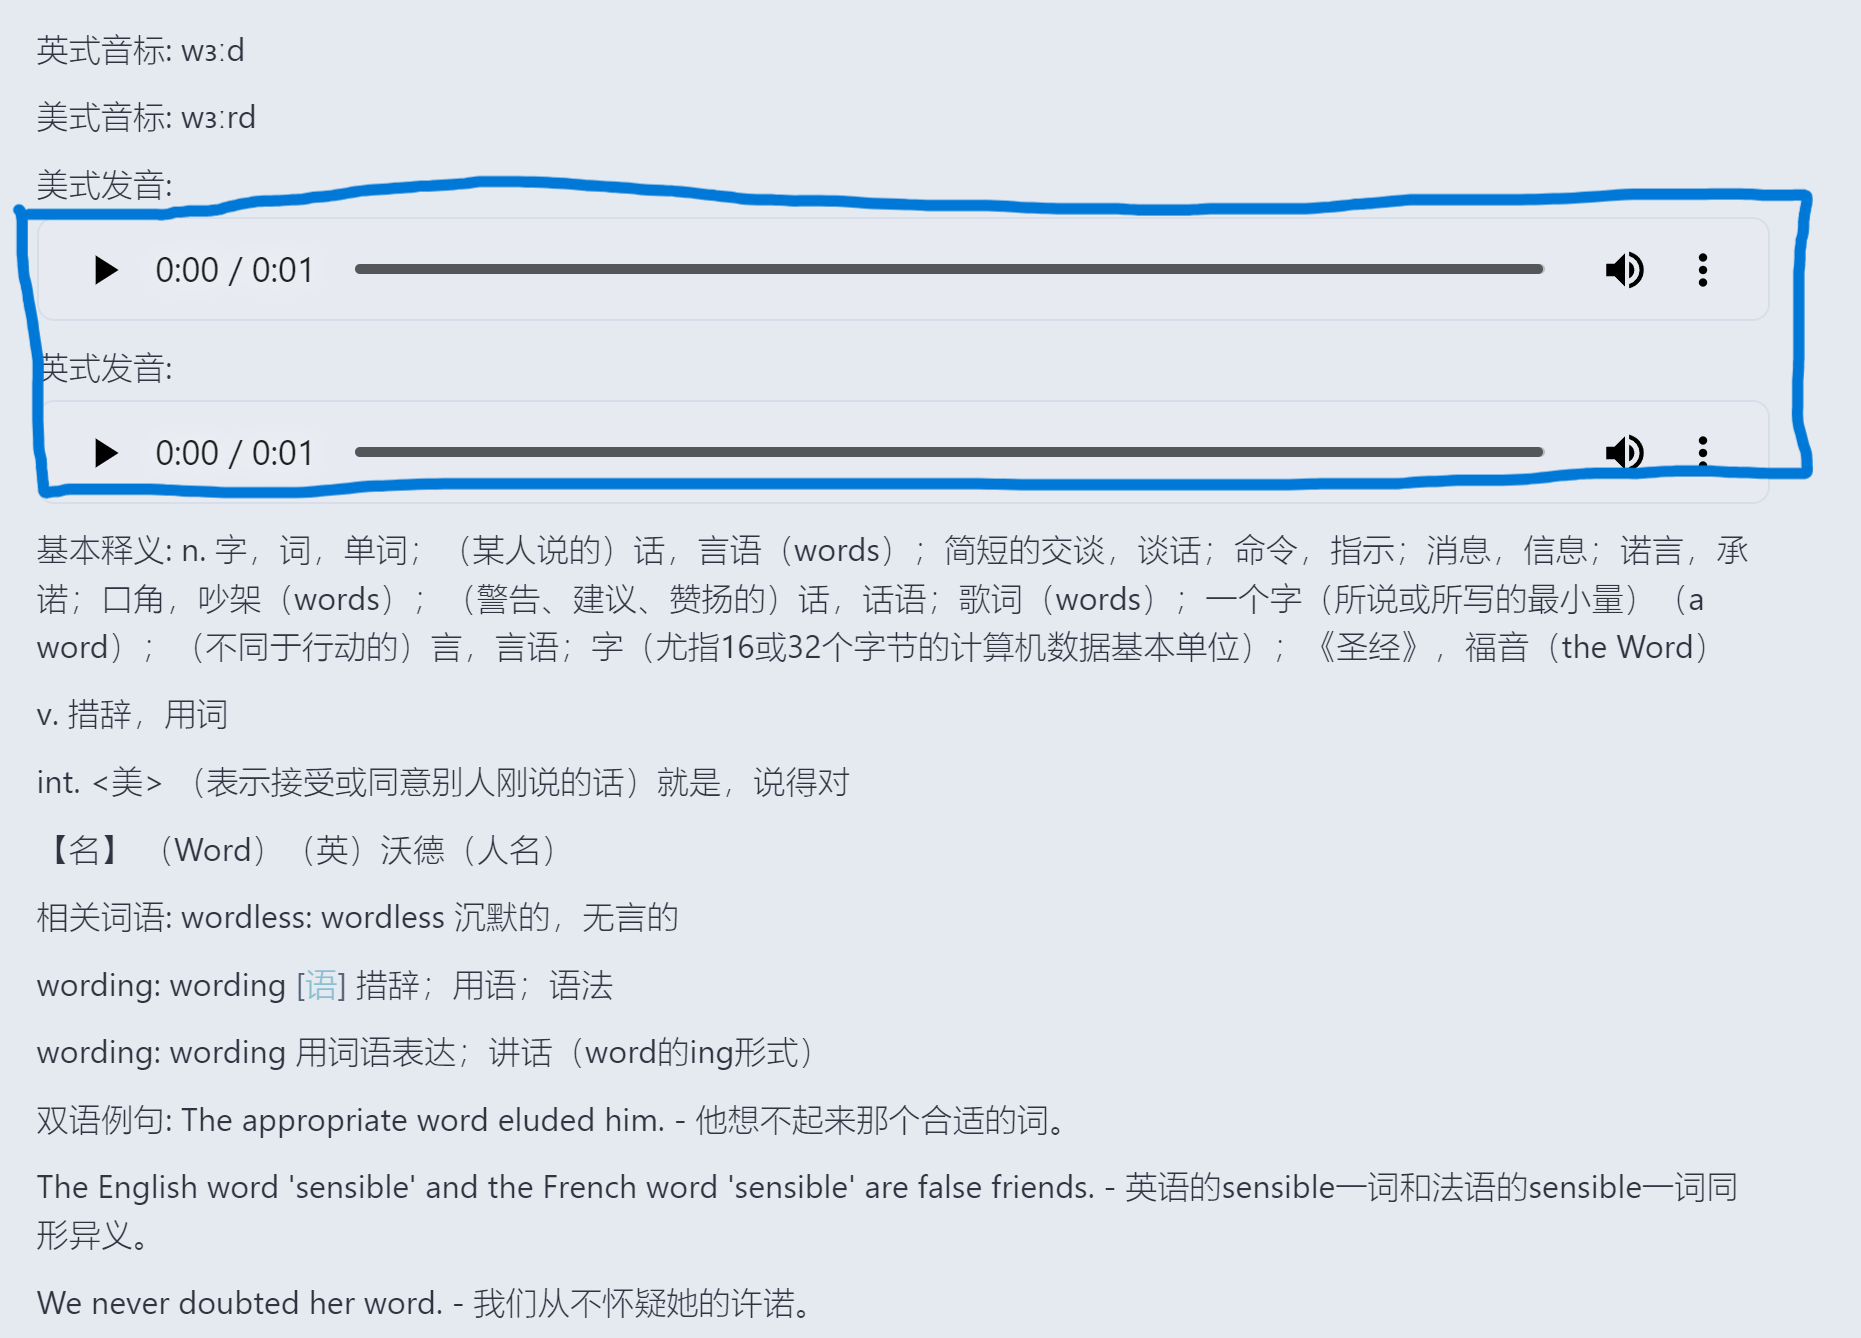 英式音标: wɜːd
美式音标: wɜːrd
美式发音:
0:00 / 0:01
英式发音:
0:00 / 0:01
基本释义: n. 字，词，单词；（某人说的）话，言语（words）；简短的交谈，谈话；命令，指示；消息，信息；诺言，承
诺；口角，吵架（words）；（警告、建议、赞扬的）话，话语；歌词（words）；一个字（所说或所写的最小量）（a
word）；（不同于行动的）言，言语；字（尤指16或32个字节的计算机数据基本单位）；《圣经》，福音（the Word）
v. 措辞，用词
int. <美>（表示接受或同意别人刚说的话）就是，说得对
【名】（Word）（英）沃德（人名）
相关词语: wordless: wordless 沉默的，无言的
wording: wording [语] 措辞；用语；语法
wording: wording 用词语表达；讲话（word的ing形式）
双语例句: The appropriate word eluded him. - 他想不起来那个合适的词。
The English word 'sensible' and the French word 'sensible' are false friends. - 英语的sensible一词和法语的sensible一词同
形异义。
We never doubted her word. - 我们从不怀疑她的许诺。